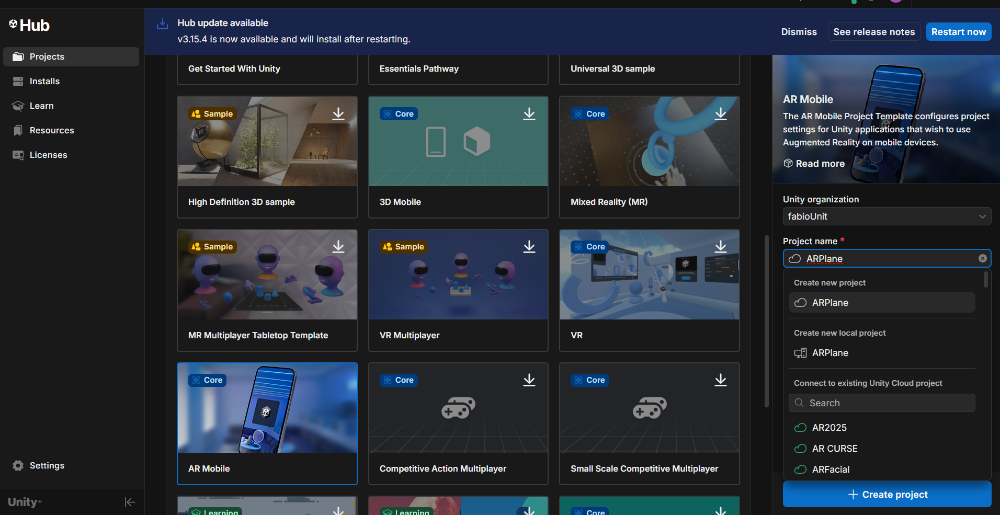 Hub
Projects
Installs
Learn
Resources
Licenses
Settings
Unity®
Hub update available
v3.15.4 is now available and will install after restarting.
Dismiss
See release notes
Restart now
Get Started With Unity
Essentials Pathway
Universal 3D sample
Sample
High Definition 3D sample
Core
3D Mobile
Core
Mixed Reality (MR)
Sample
MR Multiplayer Tabletop Template
Sample
VR Multiplayer
Core
VR
Core
AR Mobile
Core
Competitive Action Multiplayer
Core
Small Scale Competitive Multiplayer
Learning
Learning
Core
AR Mobile
The AR Mobile Project Template configures project
settings for Unity applications that wish to use
Augmented Reality on mobile devices.
Read more
Unity organization
fabioUnit
Project name *
ARPlane
Create new project
ARPlane
Create new local project
ARPlane
Connect to existing Unity Cloud project
Search
AR2025
AR CURSE
ARFacial
Create project